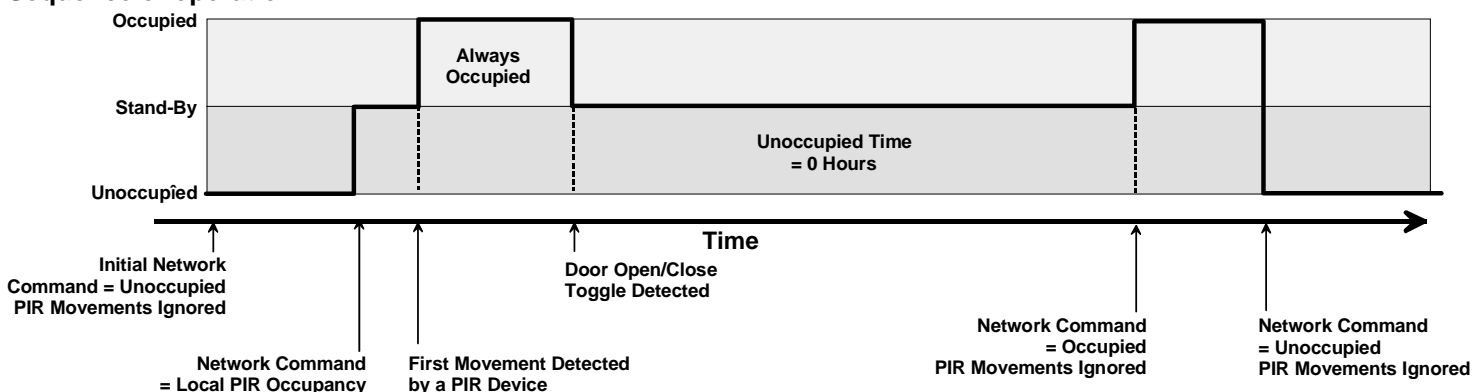 Occupied
Always
Occupied
Stand-By
Unoccupied Time
= 0 Hours
Unoccupîed
Time
Initial Network
Command = Unoccupied
PIR Movements Ignored
Door Open/Close
Toggle Detected
Network Command
= Occupied
PIR Movements Ignored
Network Command
= Unoccupied
PIR Movements Ignored
Network Command
= Local PIR Occupancy
First Movement Detected
by a PIR Device